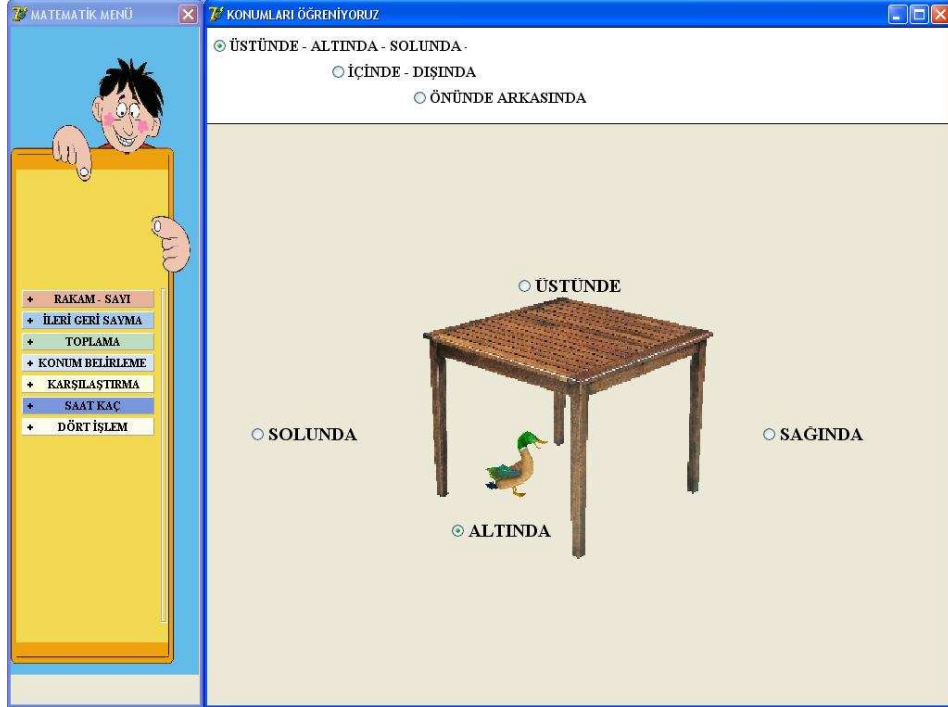 MATEMATİK MENÜ
RAKAM - SAYI
İLERİ GERİ SAYMA
TOPLAMA
KONUM BELİRLEME
KARŞILAŞTIRMA
SAAT KAÇ
DÖRT İŞLEM
KONUMLARI ÖĞRENİYORUZ
ÜSTÜNDE - ALTINDA - SOLUNDA -
İÇİNDE - DIŞINDA
ÖNÜNDE ARKASINDA
ÜSTÜNDE
SOLUNDA
SAĞINDA
ALTINDA